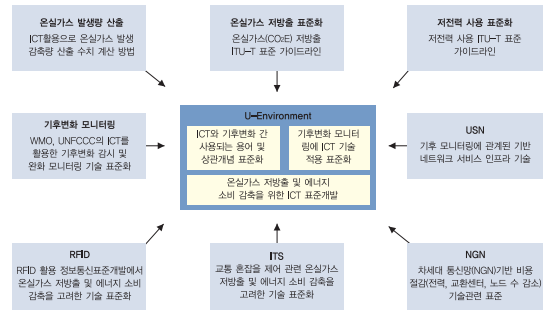 온실가스 발생량 산출
ICT활용으로 온실가스 발생
감축량 산출 수치 계산 방법
온실가스 저방출 표준화
온실가스(CO2E) 저방출
ITU-T 표준 가이드라인
저전력 사용 표준화
저전력 사용 ITU-T 표준
가이드라인
기후변화 모니터링
WMO, UNFCCC의 ICT를
활용한 기후변화 감시 및
완화 모니터링 기술 표준화
U-Environment
ICT와 기후변화 간
사용되는 용어 및
상관개념 표준화
기후변화 모니터
링에 ICT 기술
적용 표준화
온실가스 저방출 및 에너지
소비 감축을 위한 ICT 표준개발
USN
기후 모니터링에 관계된 기반
네트워크 서비스 인프라 기술
RFID
RFID 활용 정보통신표준개발에서
온실가스 저방출 및 에너지 소비
감축을 고려한 기술 표준화
ITS
교통 혼잡을 제어 관련 온실가스
저방출 및 에너지 소비 감축을
고려한 기술 표준화
NGN
차세대 통신망(NGN)기반 비용
절감(전력, 교환센터, 노드 수 감소)
기술관련 표준